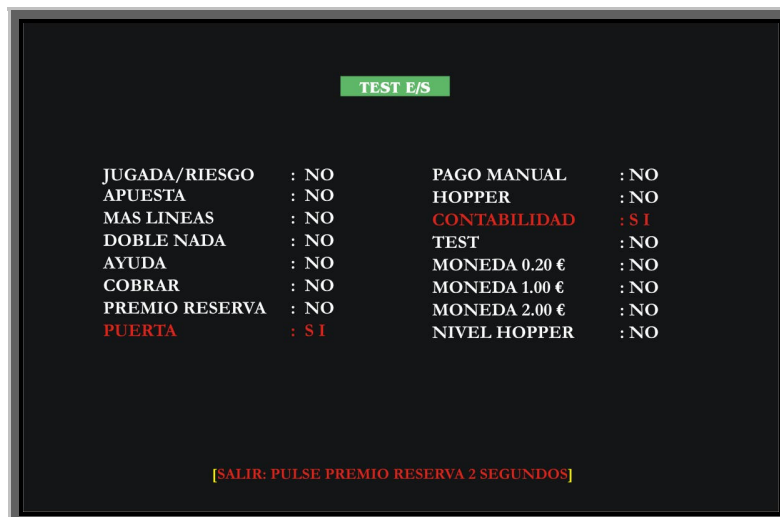 TEST E/S
JUGADA/RIESGO : NO
APUESTA : NO
MAS LINEAS : NO
DOBLE NADA : NO
AYUDA : NO
COBRAR : NO
PREMIO RESERVA : NO
PUERTA : S I
PAGO MANUAL : NO
HOPPER : NO
CONTABILIDAD : S I
TEST : NO
MONEDA 0.20 € : NO
MONEDA 1.00 € : NO
MONEDA 2.00 € : NO
NIVEL HOPPER : NO
[SALIR: PULSE PREMIO RESERVA 2 SEGUNDOS]